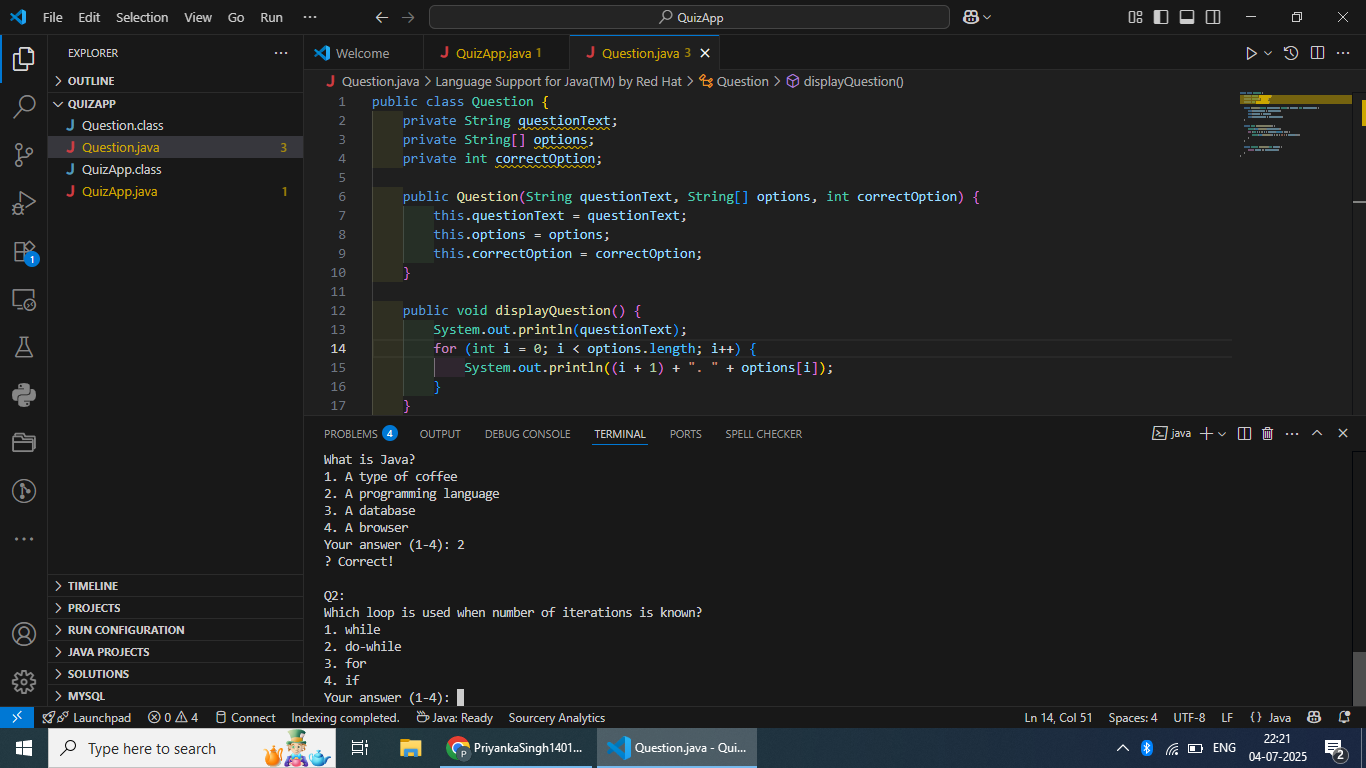 File Edit Selection View Go Run ··· QuizApp
EXPLORER ···
OUTLINE
QUIZAPP
J Question.class
J Question.java 3
J QuizApp.class
J QuizApp.java 1
TIMELINE
PROJECTS
RUN CONFIGURATION
JAVA PROJECTS
SOLUTIONS
MYSQL
1
Welcome J QuizApp.java 1 J Question.java 3
J Question.java > Language Support for Java(TM) by Red Hat > Question > displayQuestion()
1 public class Question {
2 private String questionText;
3 private String[] options;
4 private int correctOption;
5
6 public Question(String questionText, String[] options, int correctOption) {
7 this.questionText = questionText;
8 this.options = options;
9 this.correctOption = correctOption;
10 }
11
12 public void displayQuestion() {
13 System.out.println(questionText);
14 for (int i = 0; i < options.length; i++) {
15 System.out.println((i + 1) + ". " + options[i]);
16 }
17 }
PROBLEMS 4 OUTPUT DEBUG CONSOLE TERMINAL PORTS SPELL CHECKER java
What is Java?
1. A type of coffee
2. A programming language
3. A database
4. A browser
Your answer (1-4): 2
? Correct!
Q2:
Which loop is used when number of iterations is known?
1. while
2. do-while
3. for
4. if
Your answer (1-4):
Launchpad 0 4 Connect Indexing completed. Java: Ready Sourcery Analytics Ln 14, Col 51 Spaces: 4 UTF-8 LF {} Java
Type here to search PriyankaSingh1401... Question.java - Qui... ENG 22:21
04-07-2025 2